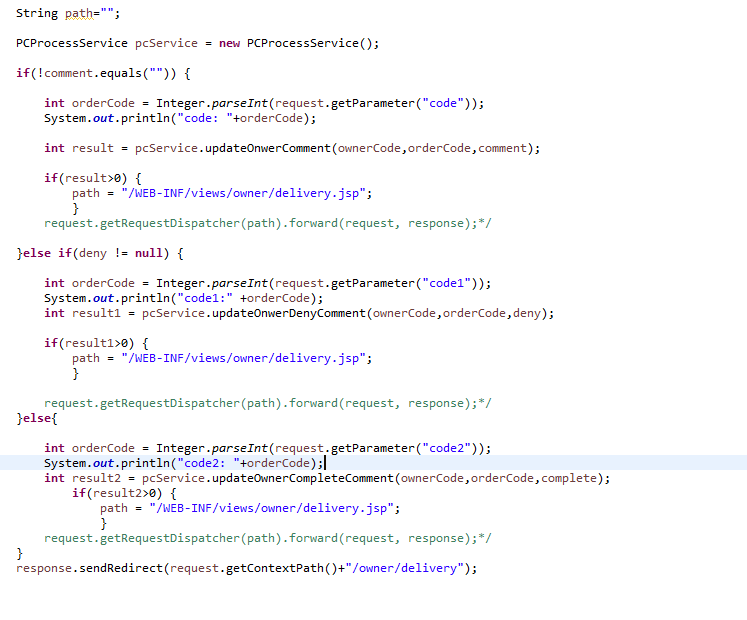 String path="";
PCProcessService pcService = new PCProcessService();
if(!comment.equals("")) {
int orderCode = Integer.parseInt(request.getParameter("code"));
System.out.println("code: "+orderCode);
int result = pcService.updateOnwerComment(ownerCode,orderCode,comment);
if(result>0) {
path = "/WEB-INF/views/owner/delivery.jsp";
}
request.getRequestDispatcher(path).forward(request, response);*/
}else if(deny != null) {
int orderCode = Integer.parseInt(request.getParameter("code1"));
System.out.println("code1:" +orderCode);
int result1 = pcService.updateOnwerDenyComment(ownerCode,orderCode,deny);
if(result1>0) {
path = "/WEB-INF/views/owner/delivery.jsp";
}
request.getRequestDispatcher(path).forward(request, response);*/
}else{
int orderCode = Integer.parseInt(request.getParameter("code2"));
System.out.println("code2: "+orderCode);
int result2 = pcService.updateOwnerCompleteComment(ownerCode,orderCode,complete);
if(result2>0) {
path = "/WEB-INF/views/owner/delivery.jsp";
}
request.getRequestDispatcher(path).forward(request, response);*/
}
response.sendRedirect(request.getContextPath()+"/owner/delivery");